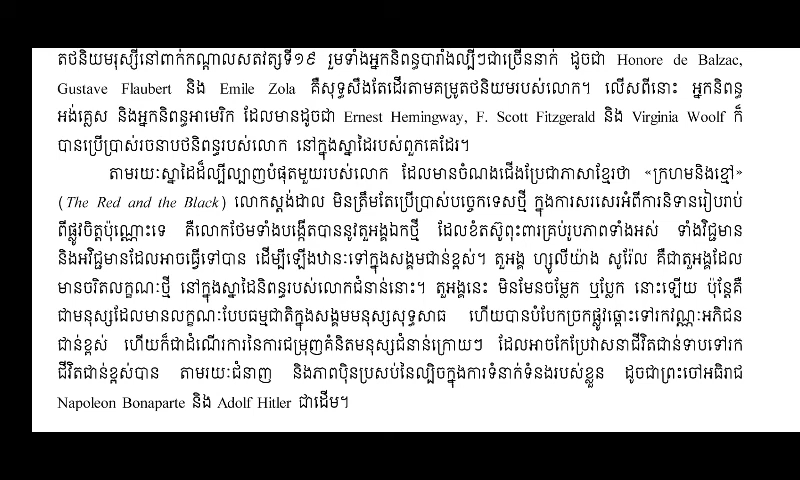 តថនិយមរុស្ស៊ីនៅពាក់កណ្ដាលសតវត្សទី១៩ រួមទាំងអ្នកនិពន្ធបារាំងល្បីៗជាច្រើននាក់ ដូចជា Honore de Balzac,
Gustave Flaubert និង Emile Zola គឺសុទ្ធសឹងតែដើរតាមគម្រូតថនិយមរបស់លោក។ លើសពីនោះ អ្នកនិពន្ធ
អង់គ្លេស និងអ្នកនិពន្ធអាមេរិក ដែលមានដូចជា Ernest Hemingway, F. Scott Fitzgerald និង Virginia Woolf ក៏
បានប្រើប្រាស់រចនាបថនិពន្ធរបស់លោក នៅក្នុងស្នាដៃរបស់ពួកគេដែរ។
តាមរយៈស្នាដៃដ៏ល្បីល្បាញបំផុតមួយរបស់លោក ដែលមានចំណងជើងប្រែជាភាសាខ្មែរថា «ក្រហមនិងខ្មៅ»
(The Red and the Black) លោកស្តង់ដាល មិនត្រឹមតែប្រើប្រាស់បច្ចេកទេសថ្មី ក្នុងការសរសេរអំពីការនិទានរៀបរាប់
ពីផ្លូវចិត្តប៉ុណ្ណោះទេ គឺលោកថែមទាំងបង្កើតបាននូវតួអង្គឯកថ្មី ដែលខំតស៊ូពុះពារគ្រប់រូបភាពទាំងអស់ ទាំងវិជ្ជមាន
និងអវិជ្ជមានដែលអាចធ្វើទៅបាន ដើម្បីឡើងឋានៈទៅក្នុងសង្គមជាន់ខ្ពស់។ តួអង្គ ហ្សូលីយ៉ាង សូរ៉ែល គឺជាតួអង្គដែល
មានចរិតលក្ខណៈថ្មី នៅក្នុងស្នាដៃនិពន្ធរបស់លោកជំនាន់នោះ។ តួអង្គនេះ មិនមែនចម្លែក ឬប្លែក នោះឡើយ ប៉ុន្តែគឺ
ជាមនុស្សដែលមានលក្ខណៈបែបធម្មជាតិក្នុងសង្គមមនុស្សសុទ្ធសាធ ហើយបានបំបែកច្រកផ្លូវឆ្ពោះទៅរកវណ្ណៈអភិជន
ជាន់ខ្ពស់ ហើយក៏ជាដំណើរការនៃការជម្រុញគំនិតមនុស្សជំនាន់ក្រោយៗ ដែលអាចកែប្រែវាសនាជីវិតជាន់ទាបទៅរក
ជីវិតជាន់ខ្ពស់បាន តាមរយៈជំនាញ និងភាពប៉ិនប្រសប់នៃល្បិចក្នុងការទំនាក់ទំនងរបស់ខ្លួន ដូចជាព្រះចៅអធិរាជ
Napoleon Bonaparte និង Adolf Hitler ជាដើម។